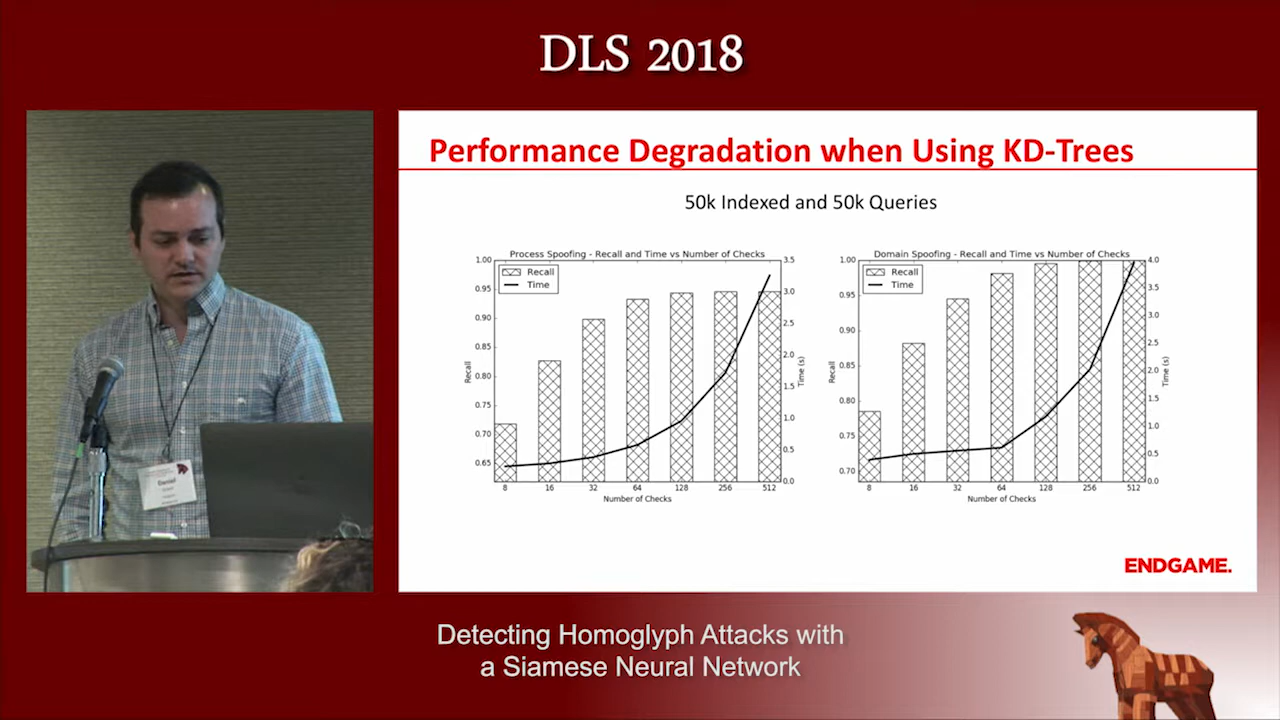 DLS 2018
Performance Degradation when Using KD-Trees
50k Indexed and 50k Queries
Process Spoofing - Recall and Time vs Number of Checks
Recall
Time
1.00
0.95
0.90
0.85
0.80
0.75
0.70
0.65
Recall
3.5
3.0
2.5
2.0
1.5
1.0
0.5
0.0
Time (s)
8 16 32 64 128 256 512
Number of Checks
Domain Spoofing - Recall and Time vs Number of Checks
Recall
Time
1.00
0.95
0.90
0.85
0.80
0.75
0.70
Recall
4.0
3.5
3.0
2.5
2.0
1.5
1.0
0.5
0.0
Time (s)
8 16 32 64 128 256 512
Number of Checks
ENDGAME.
Daniel
Detecting Homoglyph Attacks with
a Siamese Neural Network